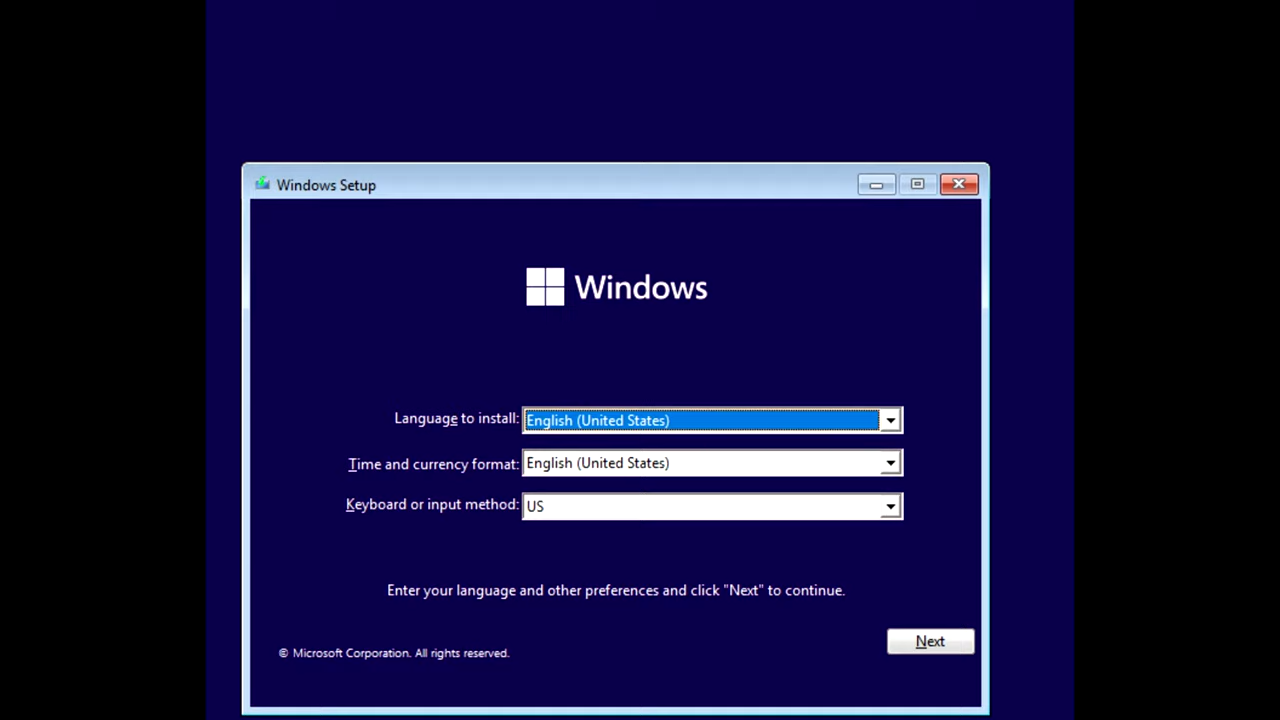 Windows Setup
Windows
Language to install: English (United States)
Time and currency format: English (United States)
Keyboard or input method: US
Enter your language and other preferences and click "Next" to continue.
Next
© Microsoft Corporation. All rights reserved.